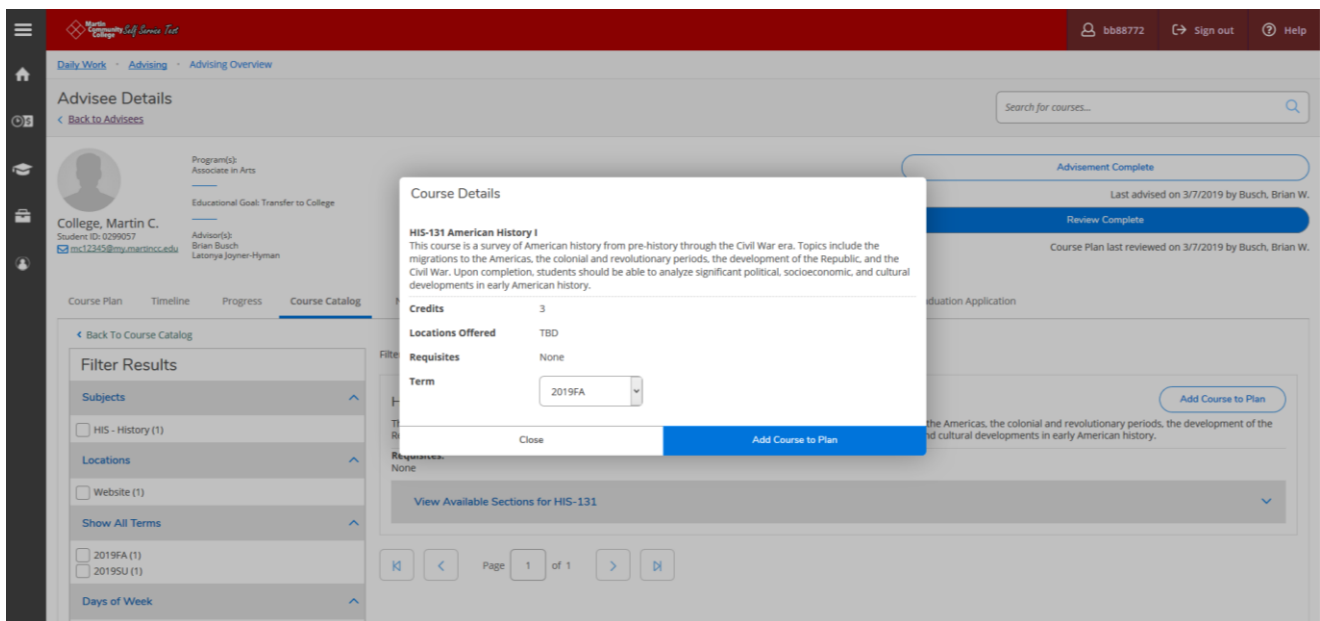 Martin Community College Self Service Test
bb88772
Sign out
Help
Daily Work · Advising · Advising Overview
Advisee Details
< Back to Advisees
Search for courses...
Program(s):
Associate in Arts
Educational Goal: Transfer to College
Advisor(s):
Brian Busch
Latonya Joyner-Hyman
College, Martin C.
Student ID: 0299057
mc12345@my.martincc.edu
Advisement Complete
Last advised on 3/7/2019 by Busch, Brian W.
Review Complete
Course Plan last reviewed on 3/7/2019 by Busch, Brian W.
Course Plan Timeline Progress Course Catalog
duation Application
Course Details
HIS-131 American History I
This course is a survey of American history from pre-history through the Civil War era. Topics include the
migrations to the Americas, the colonial and revolutionary periods, the development of the Republic, and the
Civil War. Upon completion, students should be able to analyze significant political, socioeconomic, and cultural
developments in early American history.
Credits 3
Locations Offered TBD
Requisites None
Term 2019FA
Close
Add Course to Plan
< Back To Course Catalog
Filter Results
Subjects
HIS - History (1)
Locations
Website (1)
Show All Terms
2019FA (1)
2019SU (1)
Days of Week
Filte
H
Add Course to Plan
Th
the Americas, the colonial and revolutionary periods, the development of the
Re
nd cultural developments in early American history.
Requisites:
None
View Available Sections for HIS-131
Page 1 of 1